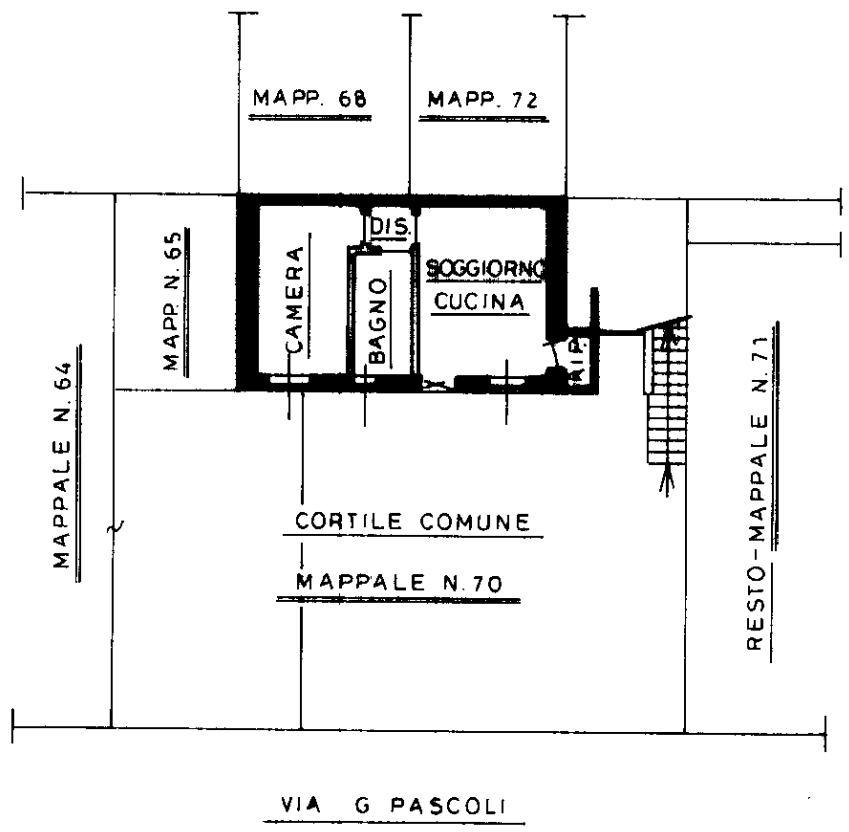 MAPP. 68
MAPP. 72
DIS.
MAPP. N. 65
CAMERA
BAGNO
SOGGIORNO
CUCINA
RIP.
MAPPALE N. 64
RESTO-MAPPALE N. 71
CORTILE COMUNE
MAPPALE N. 70
VIA G PASCOLI